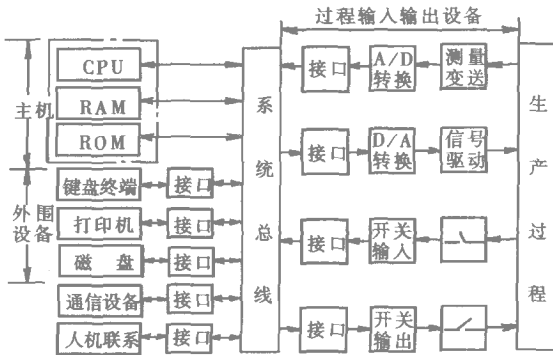 过程输入输出设备
主机
CPU
RAM
ROM
外围
设备
键盘终端
接口
打印机
接口
磁盘
接口
通信设备
接口
人机联系
接口
系统总线
接口
A/D
转换
测量
变送
接口
D/A
转换
信号
驱动
接口
开关
输入
接口
开关
输出
生产过程